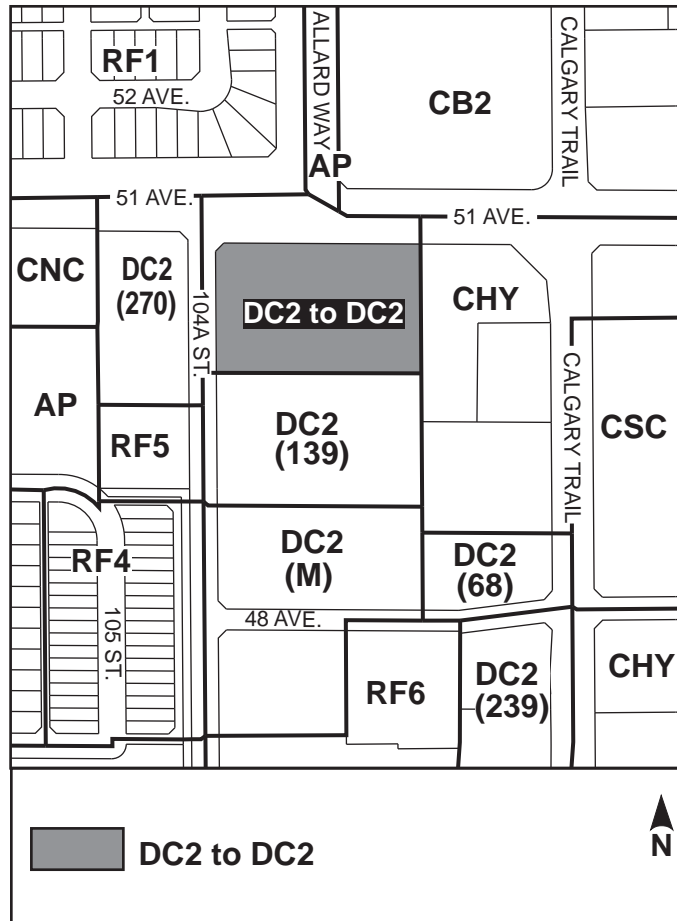 RF1
52 AVE.
ALLARD WAY
CB2
CALGARY TRAIL
AP
51 AVE.
51 AVE.
CNC
DC2
(270)
104A ST.
DC2 to DC2
CHY
AP
RF5
DC2
(139)
CALGARY TRAIL
CSC
RF4
105 ST.
DC2
(M)
DC2
(68)
48 AVE.
RF6
DC2
(239)
CHY
DC2 to DC2
N